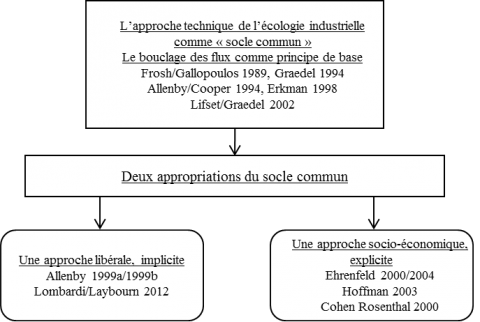 L'approche technique de l'écologie industrielle
comme « socle commun »
Le bouclage des flux comme principe de base
Frosh/Gallopoulos 1989, Graedel 1994
Allenby/Cooper 1994, Erkman 1998
Lifset/Graedel 2002
Deux appropriations du socle commun
Une approche libérale, implicite
Allenby 1999a/1999b
Lombardi/Laybourn 2012
Une approche socio-économique,
explicite
Ehrenfeld 2000/2004
Hoffman 2003
Cohen Rosenthal 2000